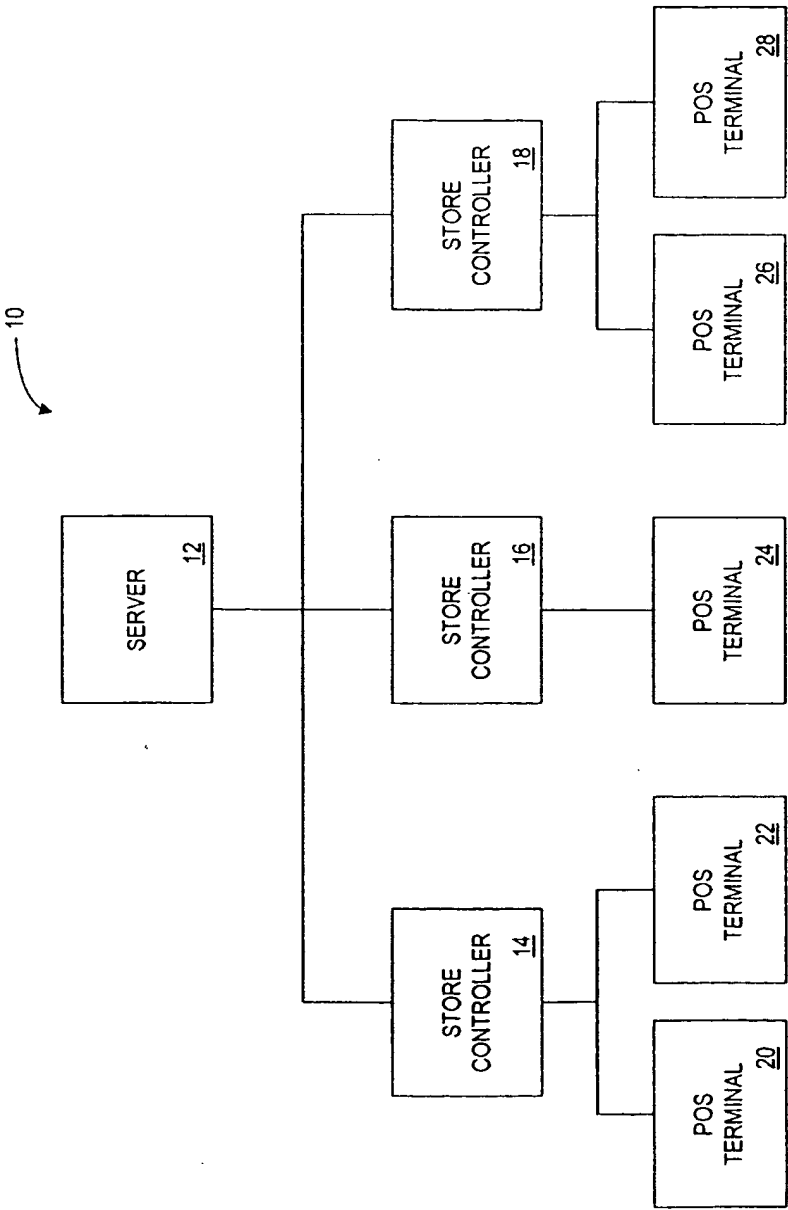 10
SERVER
12
STORE
CONTROLLER
14
STORE
CONTROLLER
16
STORE
CONTROLLER
18
POS
TERMINAL
20
POS
TERMINAL
22
POS
TERMINAL
24
POS
TERMINAL
26
POS
TERMINAL
28